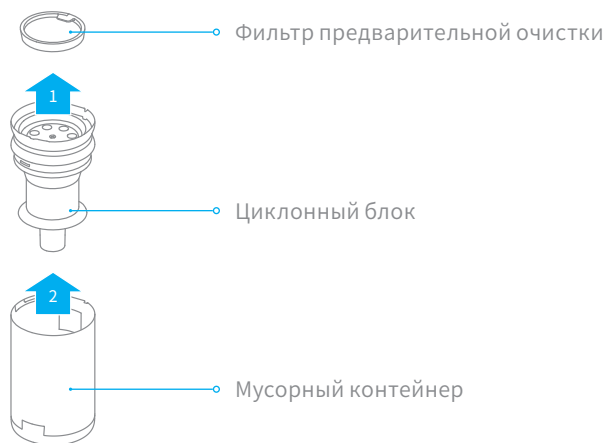 Фильтр предварительной очистки
1
Циклонный блок
2
Мусорный контейнер